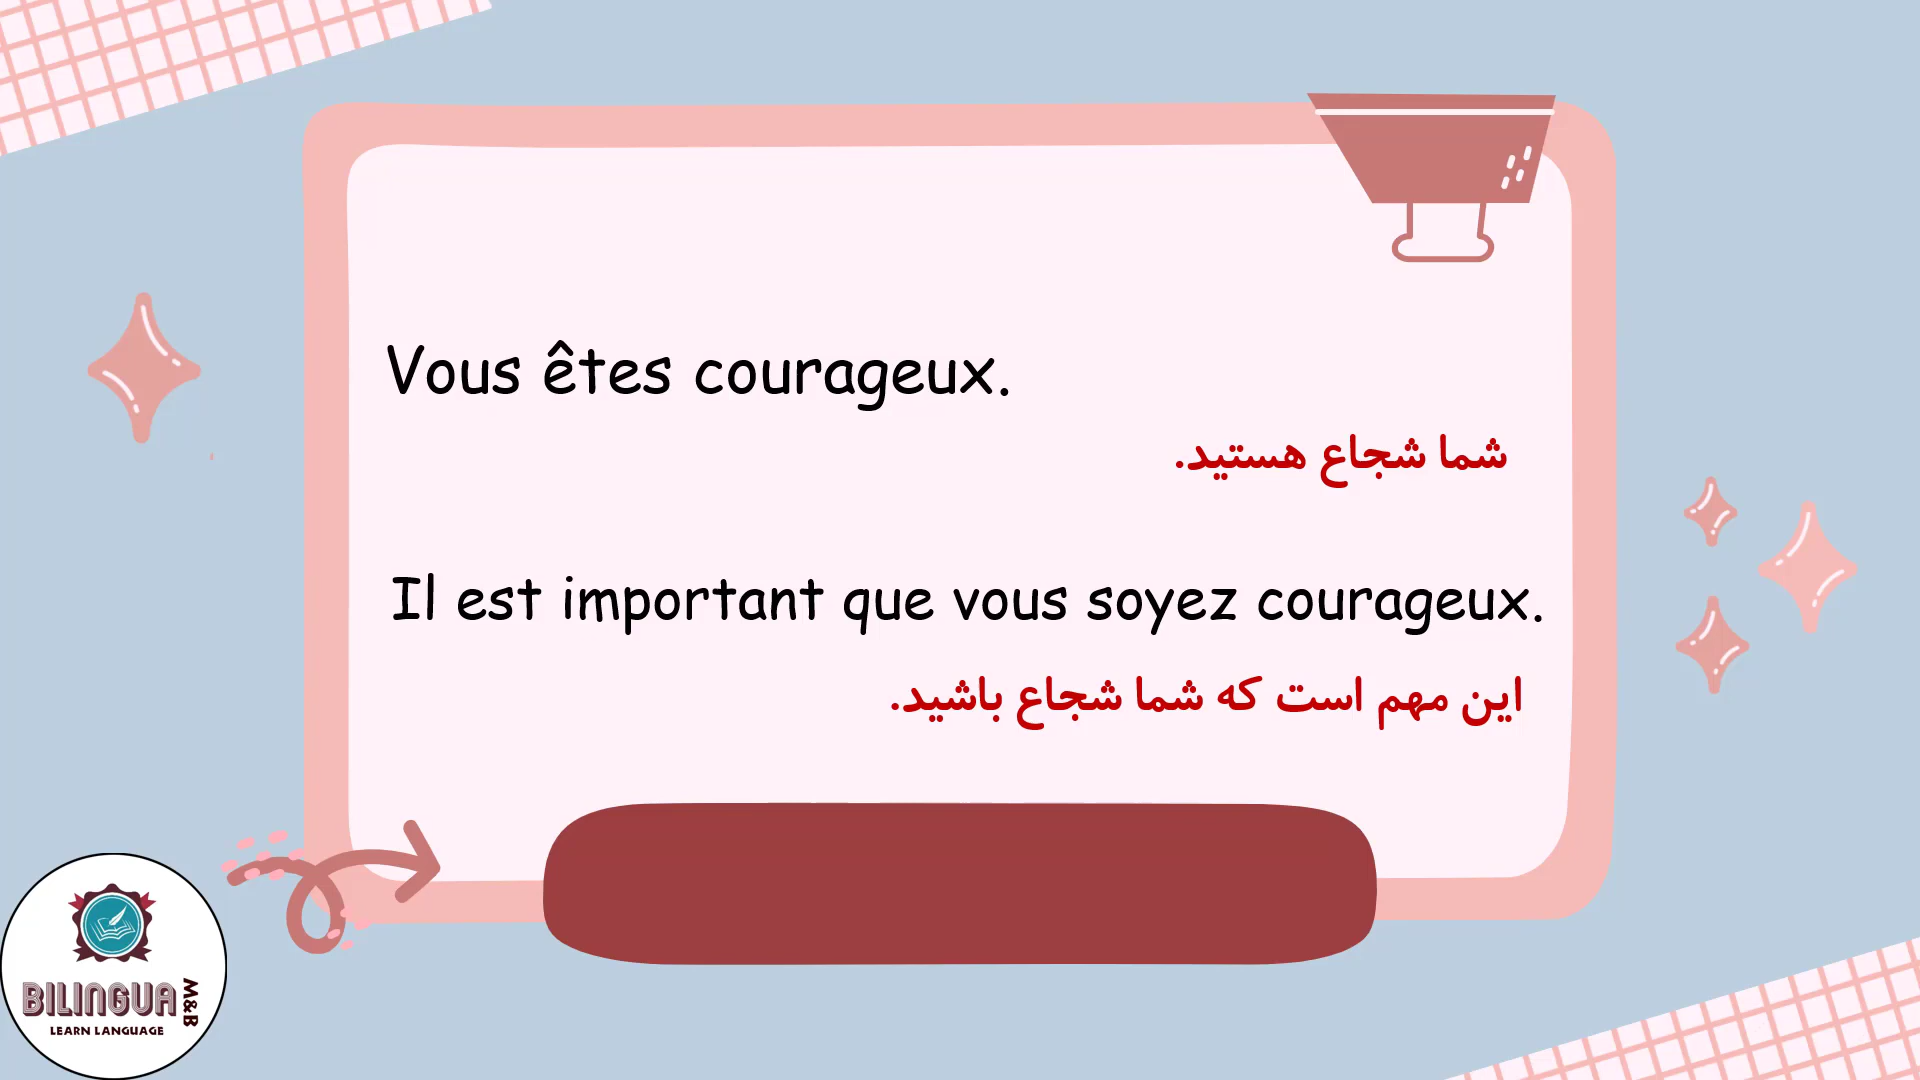 Vous êtes courageux.
شما شجاع هستید.
Il est important que vous soyez courageux.
این مهم است که شما شجاع باشید.
BILINGUA
M&B
LEARN LANGUAGE